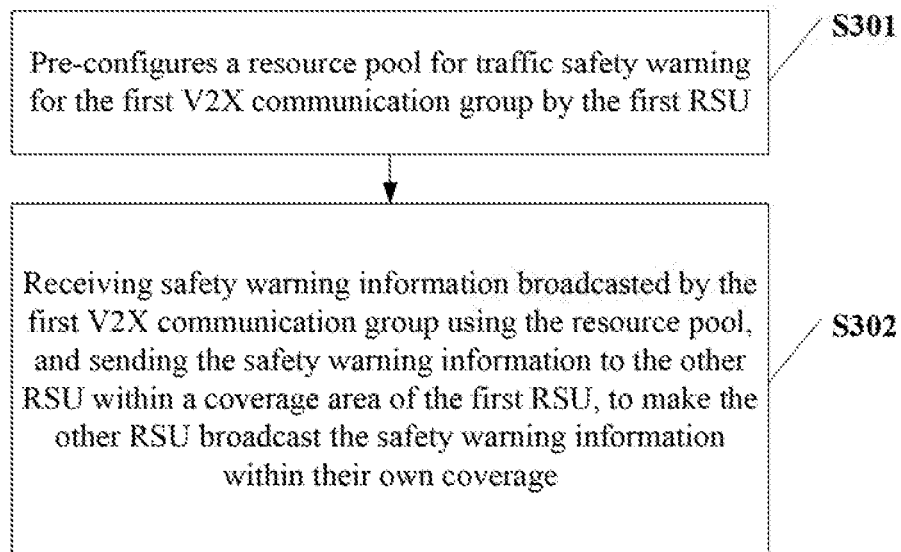 S301
Pre-configures a resource pool for traffic safety warning
for the first V2X communication group by the first RSU
S302
Receiving safety warning information broadcasted by the
first V2X communication group using the resource pool,
and sending the safety warning information to the other
RSU within a coverage area of the first RSU, to make the
other RSU broadcast the safety warning information
within their own coverage